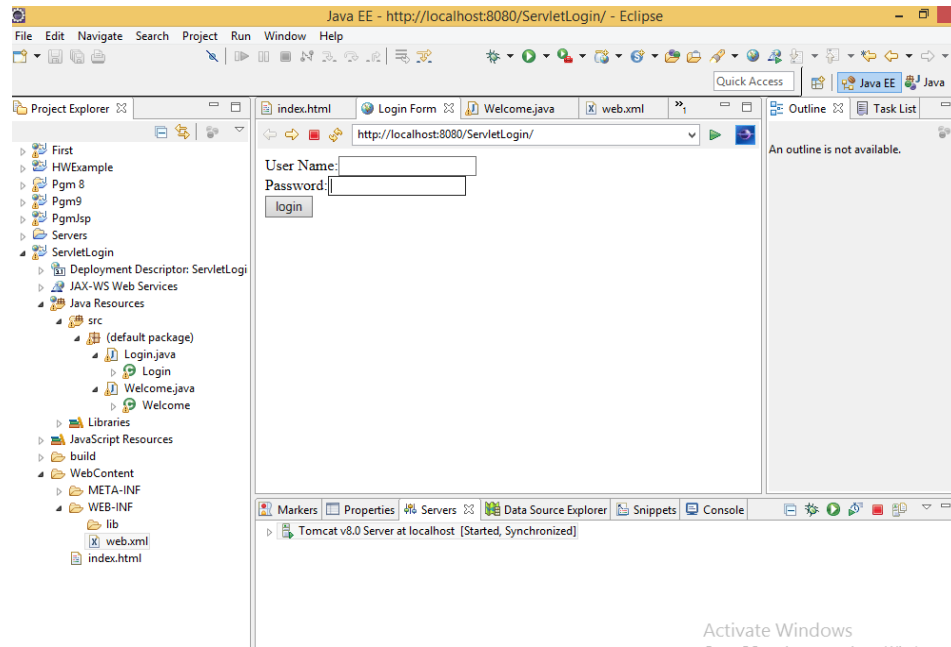 Java EE - http://localhost:8080/ServletLogin/ - Eclipse
File Edit Navigate Search Project Run Window Help
Quick Access
Java EE
Java
Project Explorer
index.html
Login Form
Welcome.java
web.xml
»1
Outline
Task List
http://localhost:8080/ServletLogin/
An outline is not available.
First
HWExample
Pgm 8
Pgm9
PgmJsp
Servers
ServletLogin
Deployment Descriptor: ServletLogi
JAX-WS Web Services
Java Resources
src
(default package)
Login.java
Login
Welcome.java
Welcome
Libraries
JavaScript Resources
build
WebContent
META-INF
WEB-INF
lib
web.xml
index.html
User Name:
Password:
login
Markers
Properties
Servers
Data Source Explorer
Snippets
Console
Tomcat v8.0 Server at localhost [Started, Synchronized]
Activate Windows